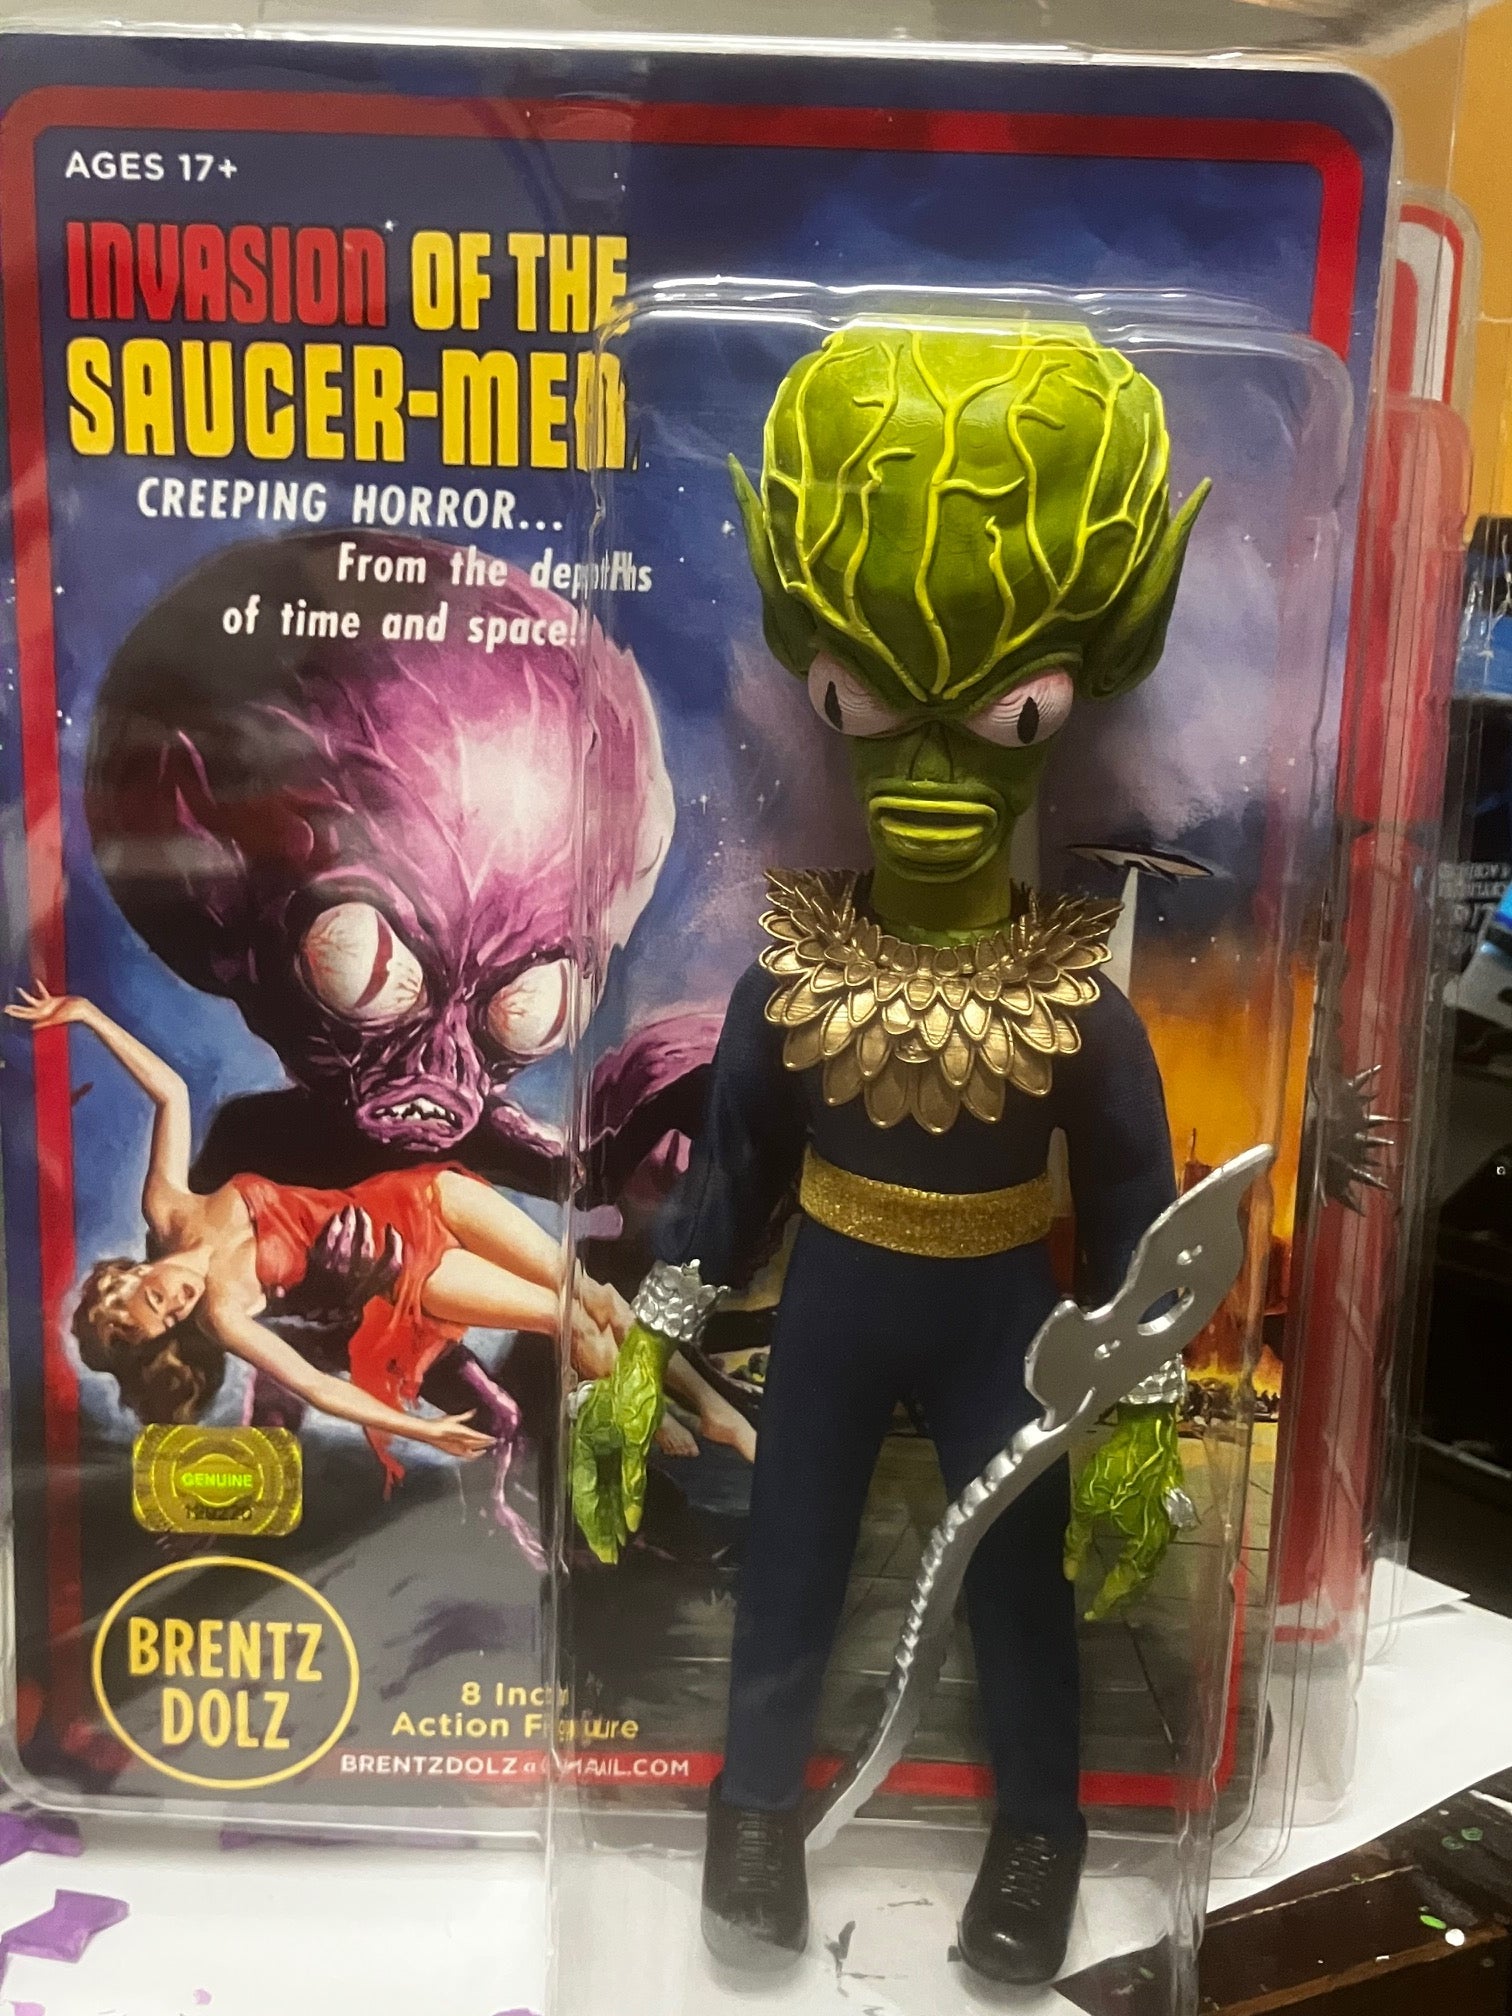 AGES 17+
INVASION OF THE
SAUCER-MEN
CREEPING HORROR...
From the depths
of time and space!!
GENUINE
BRENTZ
DOLZ
8 Inch
Action Figure